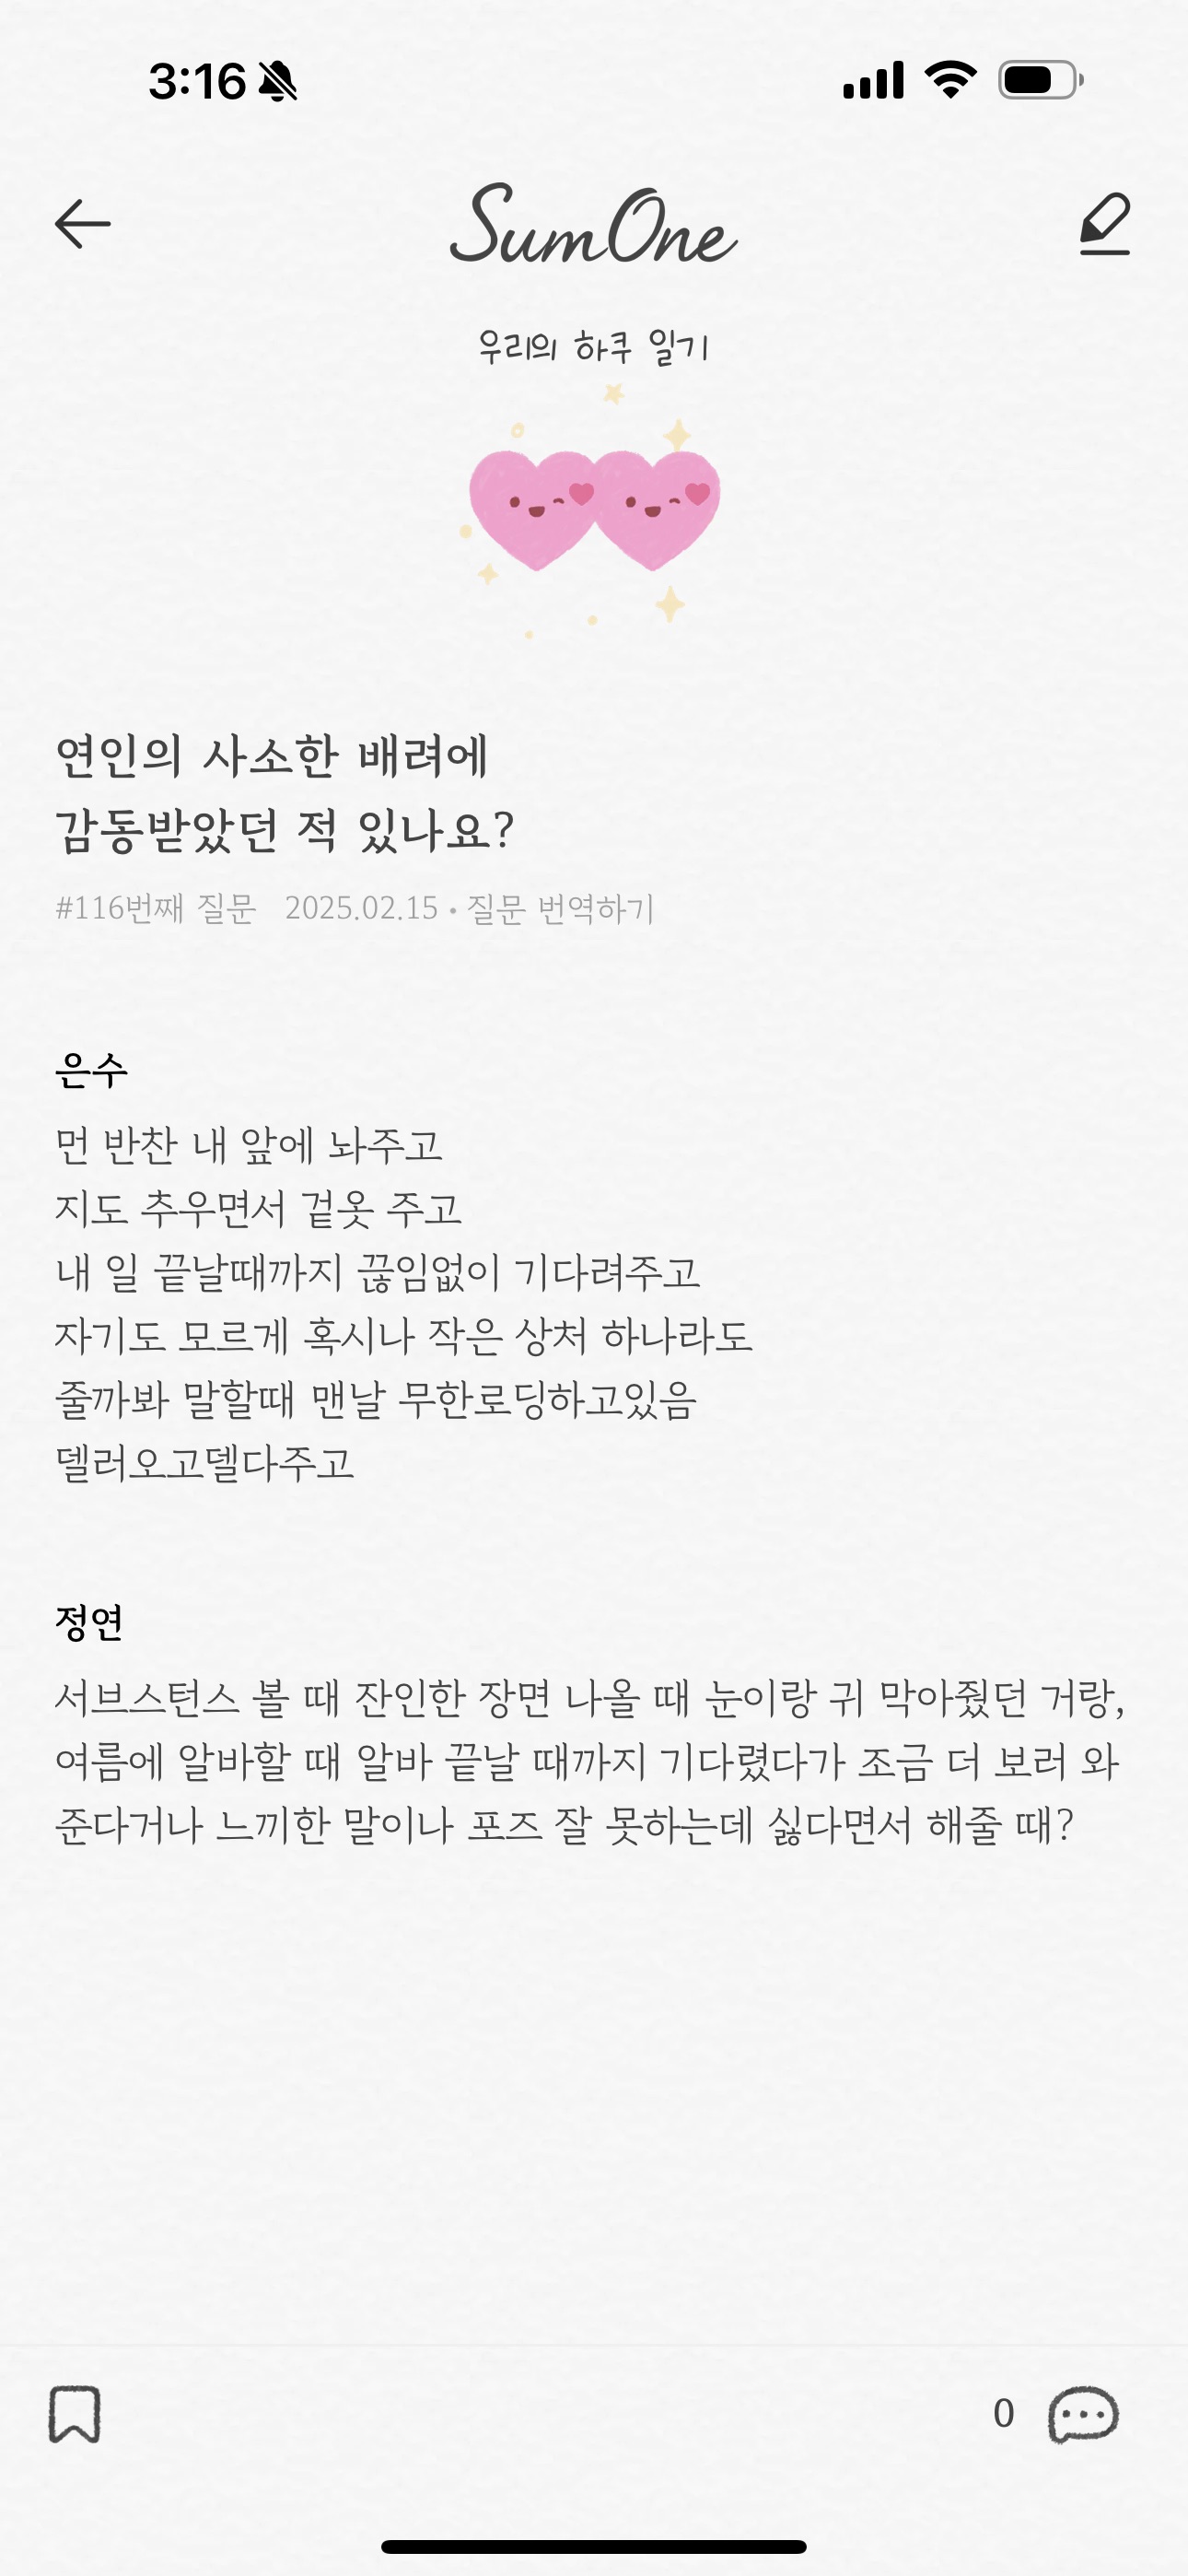 3:16
SumOne
우리의 하루 일기
연인의 사소한 배려에
감동받았던 적 있나요?
#116번째 질문 2025.02.15 • 질문 번역하기
은수
먼 반찬 내 앞에 놔주고
지도 추우면서 겉옷 주고
내 일 끝날때까지 끊임없이 기다려주고
자기도 모르게 혹시나 작은 상처 하나라도
줄까봐 말할때 맨날 무한로딩하고있음
델러오고델다주고
정연
서브스턴스 볼 때 잔인한 장면 나올 때 눈이랑 귀 막아줬던 거랑,
여름에 알바할 때 알바 끝날 때까지 기다렸다가 조금 더 보러 와
준다거나 느끼한 말이나 포즈 잘 못하는데 싫다면서 해줄 때?
0